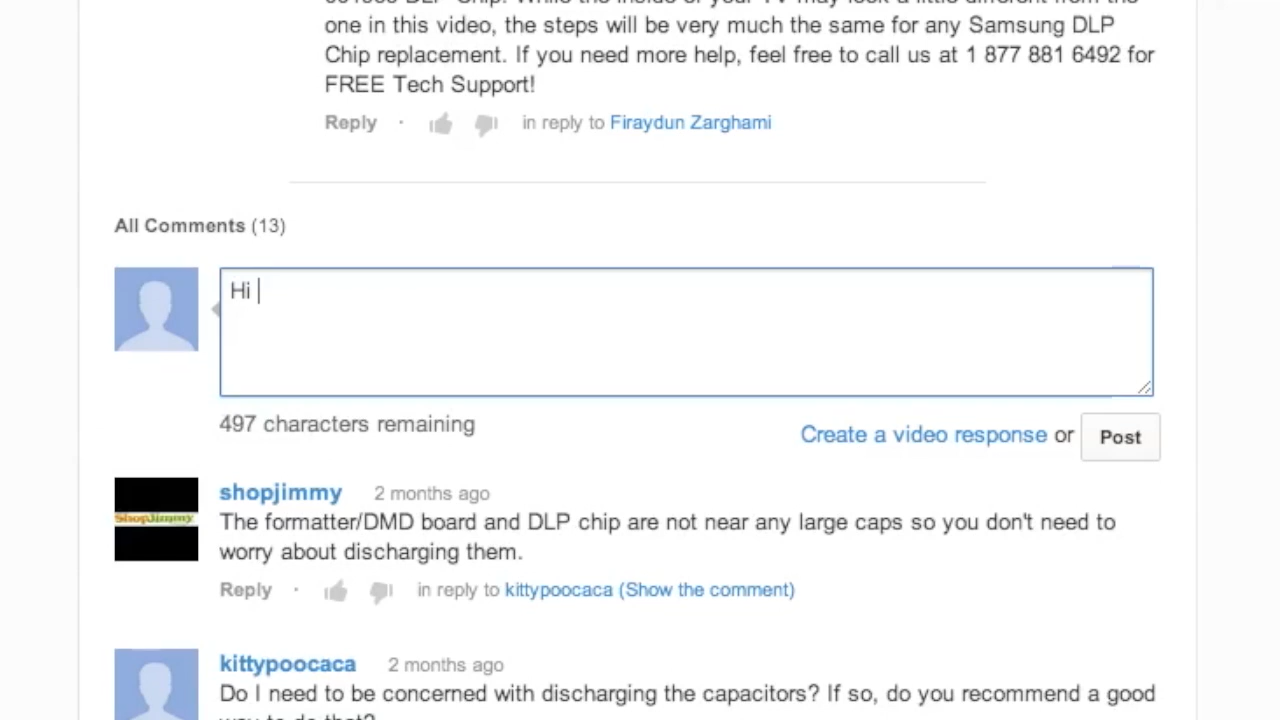 one in this video, the steps will be very much the same for any Samsung DLP
Chip replacement. If you need more help, feel free to call us at 1 877 881 6492 for
FREE Tech Support!
Reply · in reply to Firaydun Zarghami
All Comments (13)
Hi
497 characters remaining
Create a video response or Post
shopjimmy 2 months ago
The formatter/DMD board and DLP chip are not near any large caps so you don't need to
worry about discharging them.
ShopJimmy
Reply · in reply to kittypoocaca (Show the comment)
kittypoocaca 2 months ago
Do I need to be concerned with discharging the capacitors? If so, do you recommend a good
way to do that?